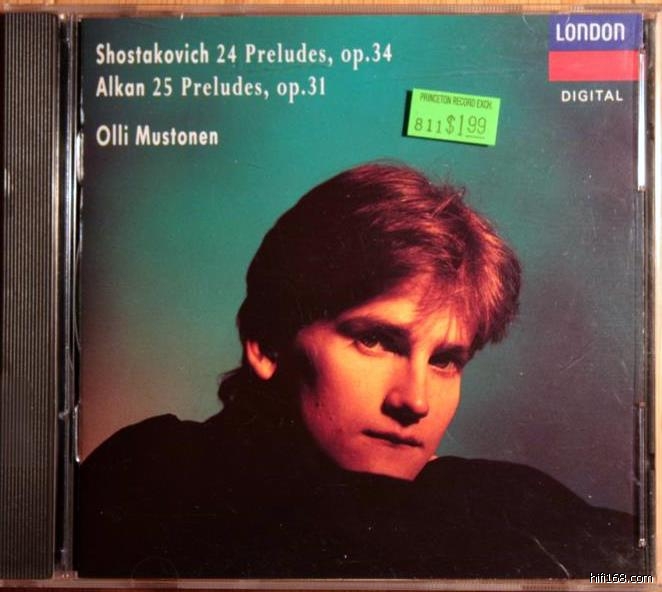 Shostakovich 24 Preludes, op.34
Alkan 25 Preludes, op.31
Olli Mustonen
LONDON
DIGITAL
PRINCETON RECORD EXCH.
811 $1.99
hifi168.com